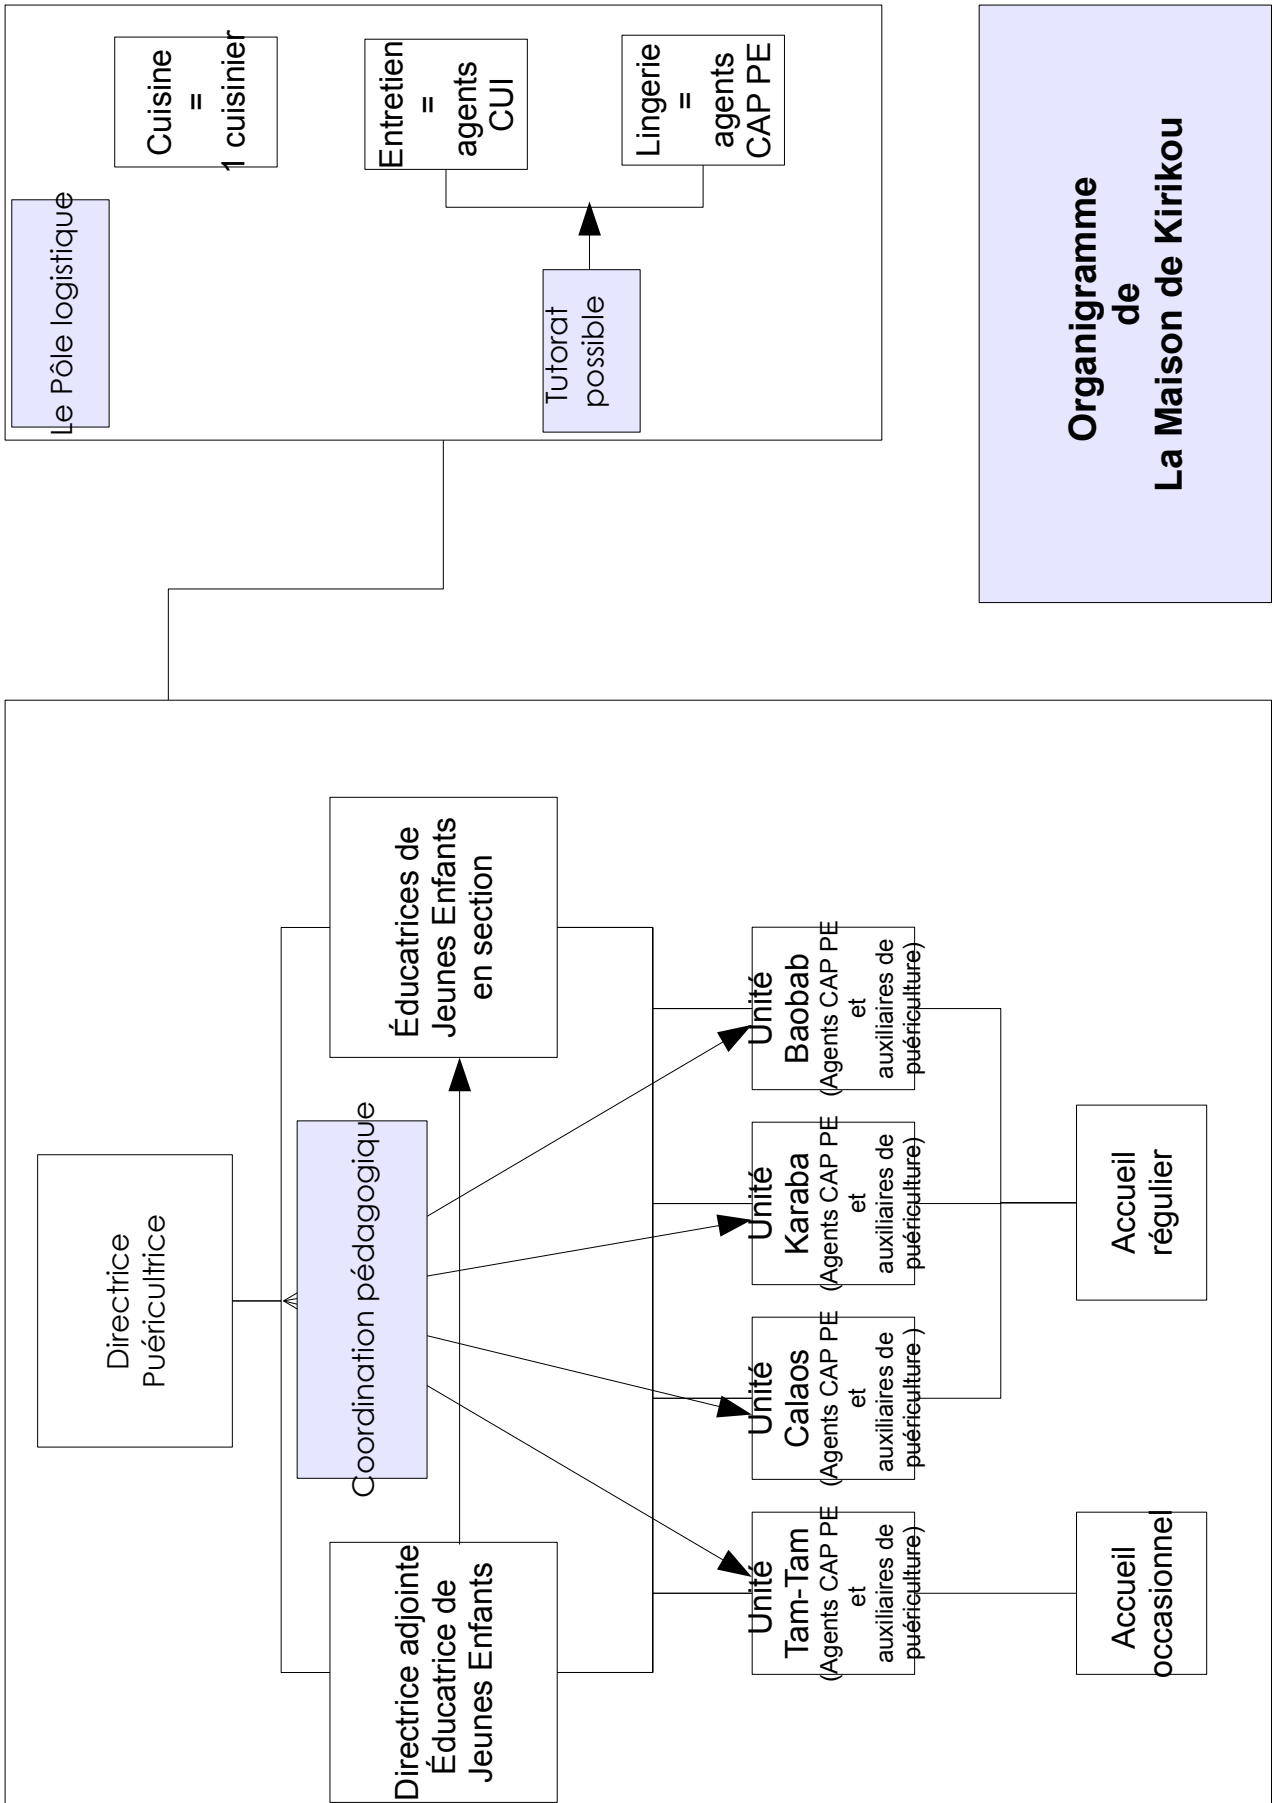 Directrice
Puéricultrice
Coordination pédagogique
Directrice adjointe
Éducatrice de
Jeunes Enfants
Éducatrices de
Jeunes Enfants
en section
Unité
Tam-Tam
(Agents CAP PE
et
auxiliaires de
puériculture)
Unité
Calaos
(Agents CAP PE
et
auxiliaires de
puériculture )
Unité
Karaba
(Agents CAP PE
et
auxiliaires de
puériculture)
Unité
Baobab
(Agents CAP PE
et
auxiliaires de
puériculture)
Accueil
occasionnel
Accueil
régulier
Le Pôle logistique
Cuisine
=
1 cuisinier
Entretien
=
agents
CUI
Lingerie
=
agents
CAP PE
Tutorat
possible
Organigramme
de
La Maison de Kirikou